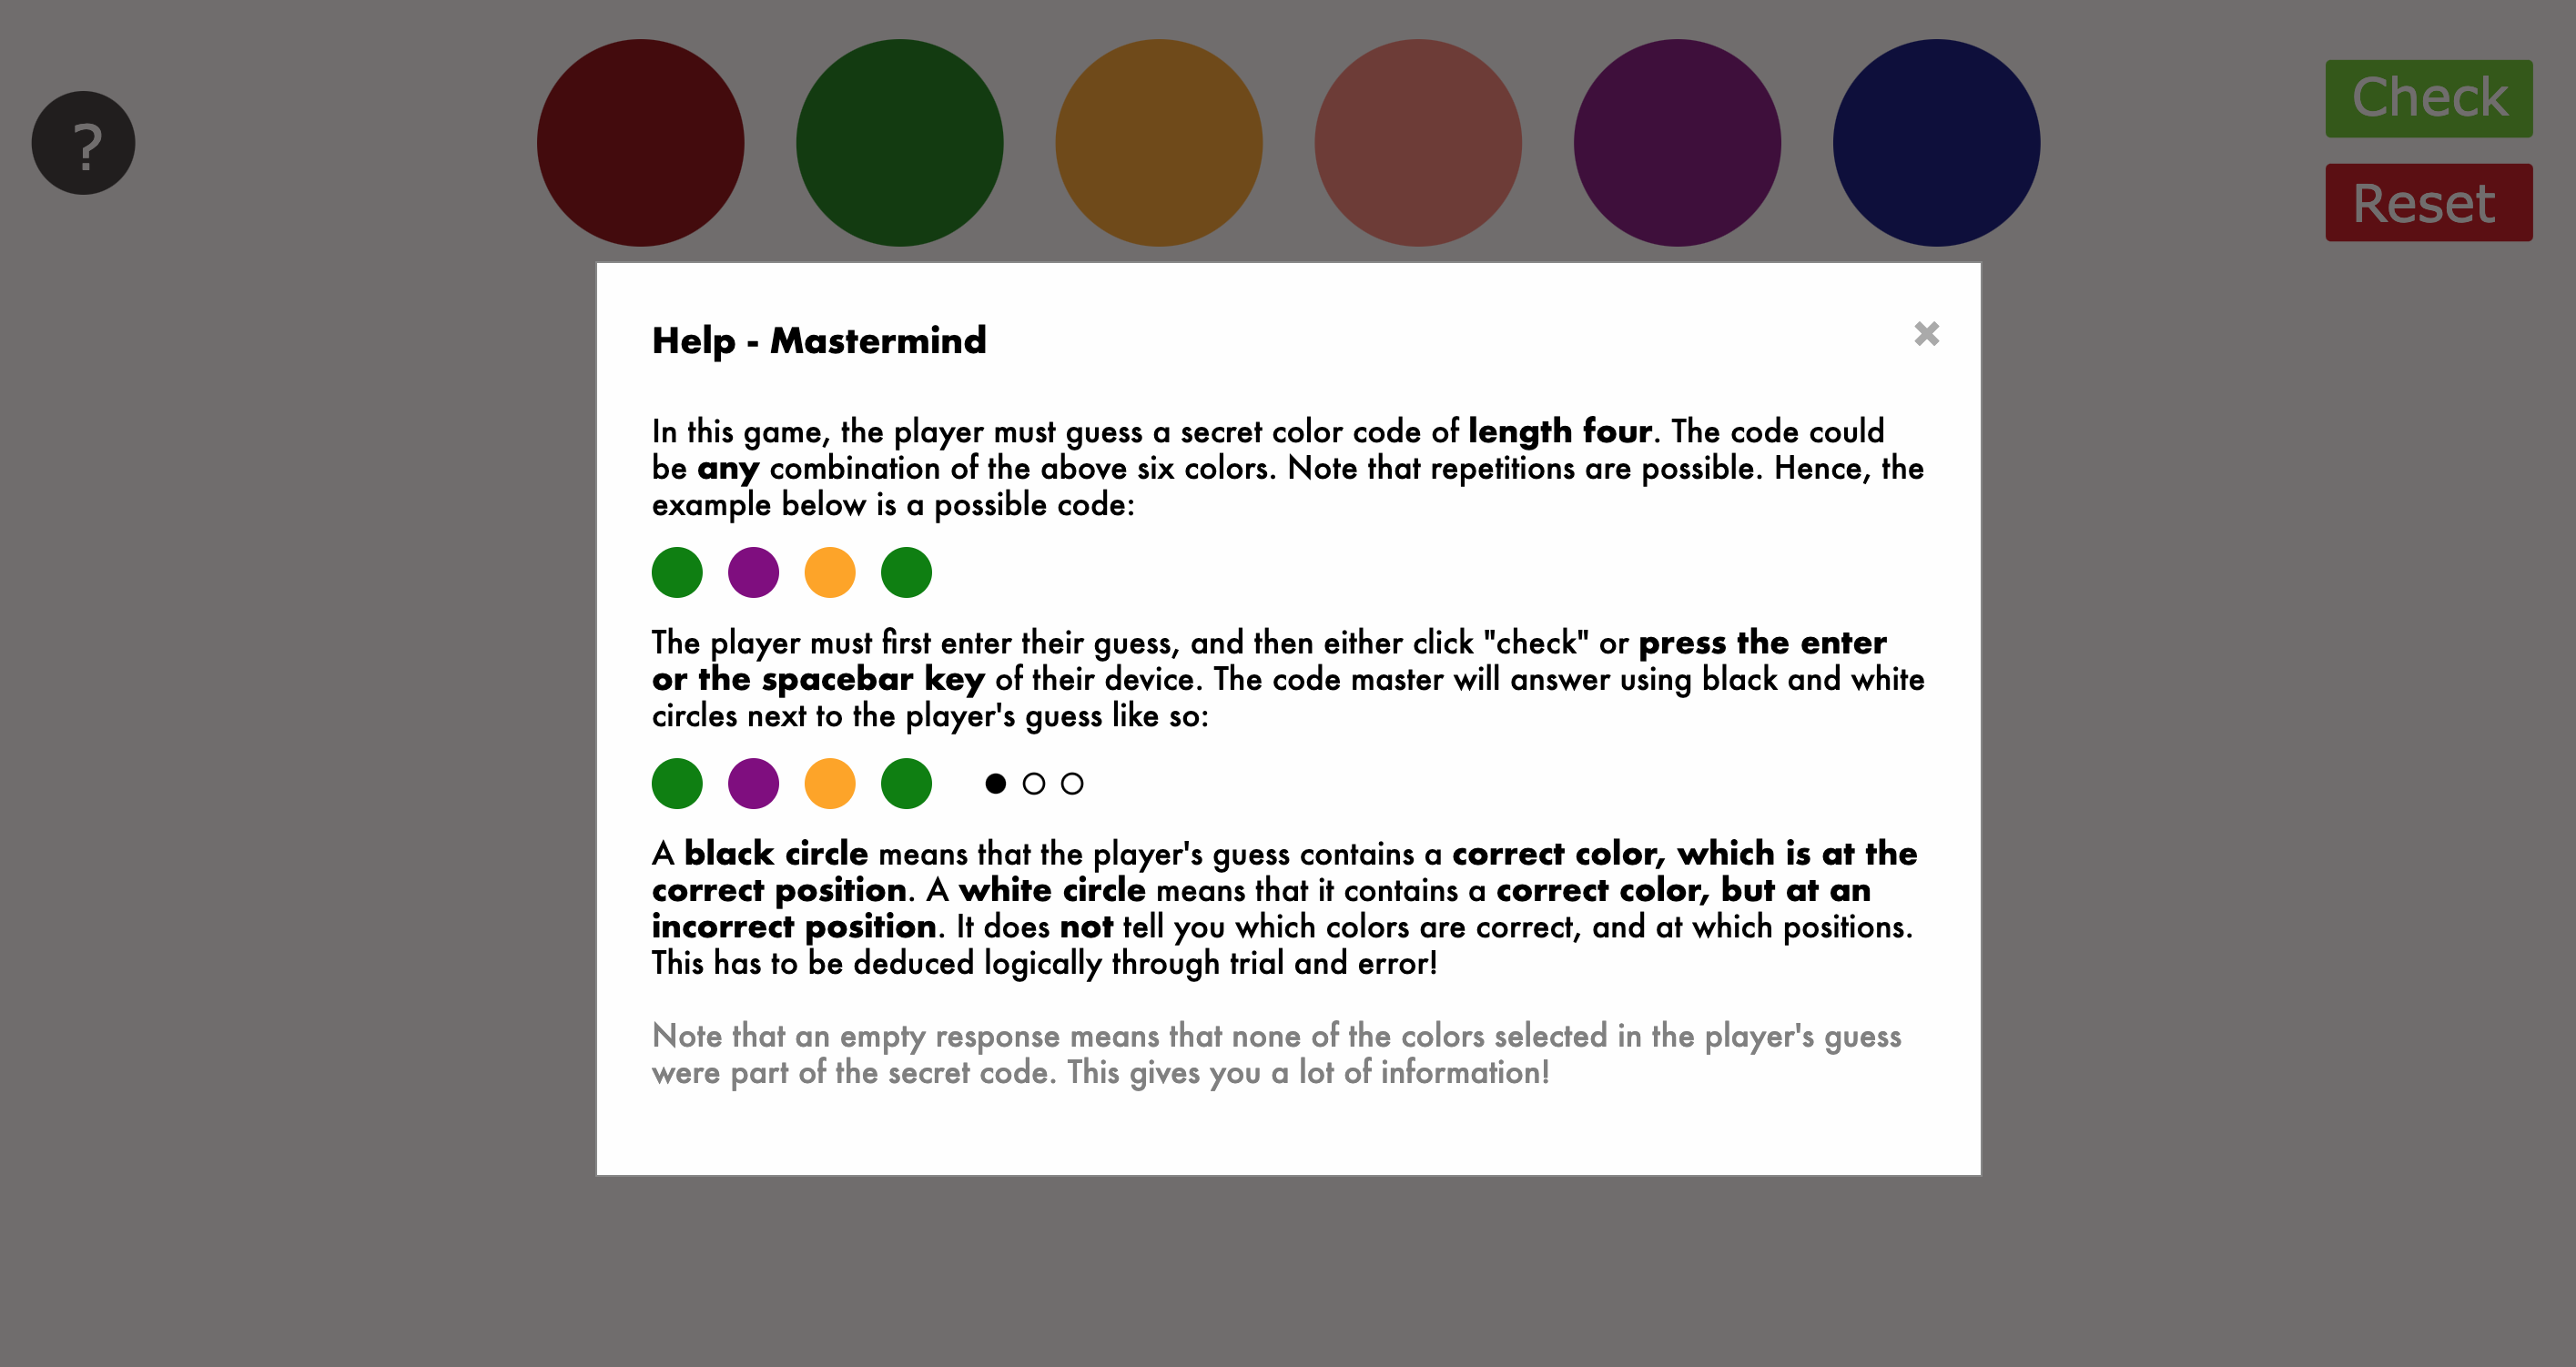 ?
Check
Reset
Help - Mastermind
In this game, the player must guess a secret color code of length four. The code could
be any combination of the above six colors. Note that repetitions are possible. Hence, the
example below is a possible code:
The player must first enter their guess, and then either click "check" or press the enter
or the spacebar key of their device. The code master will answer using black and white
circles next to the player's guess like so:
A black circle means that the player's guess contains a correct color, which is at the
correct position. A white circle means that it contains a correct color, but at an
incorrect position. It does not tell you which colors are correct, and at which positions.
This has to be deduced logically through trial and error!
Note that an empty response means that none of the colors selected in the player's guess
were part of the secret code. This gives you a lot of information!